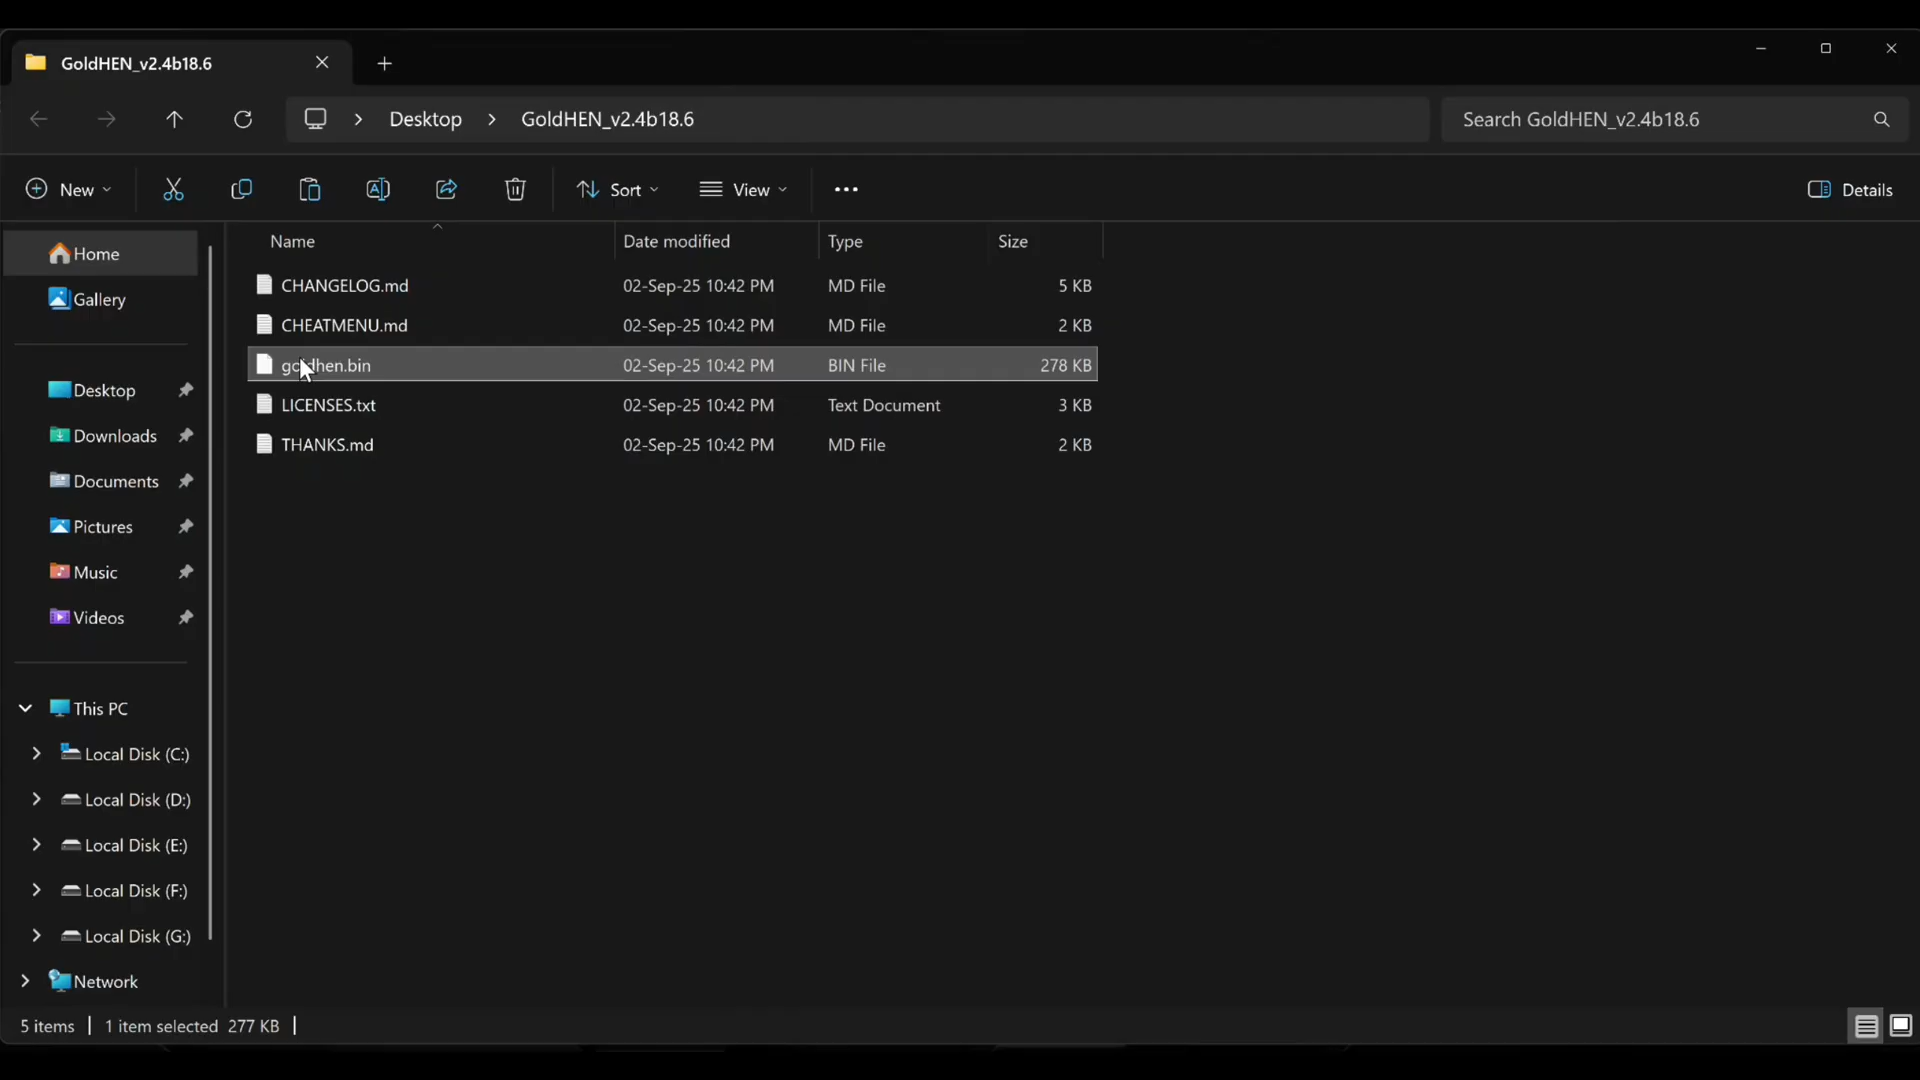 GoldHEN_v2.4b18.6
Desktop GoldHEN_v2.4b18.6 Search GoldHEN_v2.4b18.6
New Sort View Details
Name Date modified Type Size
Home
CHANGELOG.md 02-Sep-25 10:42 PM MD File 5 KB
Gallery
CHEATMENU.md 02-Sep-25 10:42 PM MD File 2 KB
goldhen.bin 02-Sep-25 10:42 PM BIN File 278 KB
Desktop
LICENSES.txt 02-Sep-25 10:42 PM Text Document 3 KB
Downloads
THANKS.md 02-Sep-25 10:42 PM MD File 2 KB
Documents
Pictures
Music
Videos
This PC
Local Disk (C:)
Local Disk (D:)
Local Disk (E:)
Local Disk (F:)
Local Disk (G:)
Network
5 items 1 item selected 277 KB